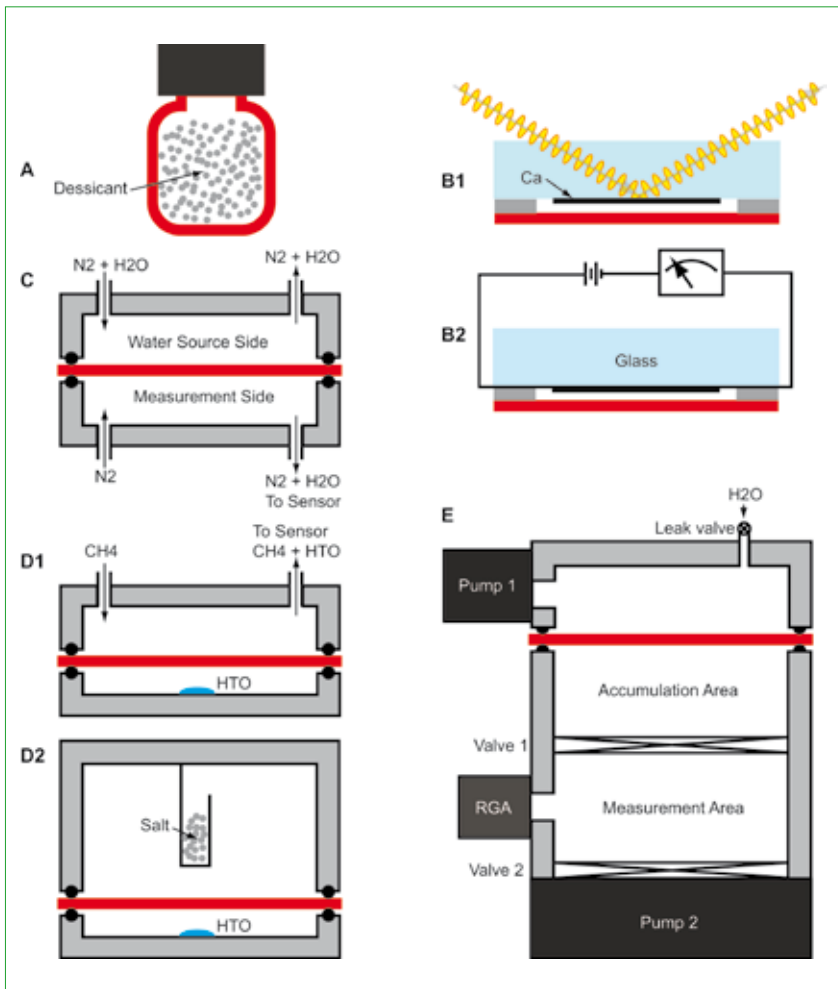 A
Dessicant
B1
Ca
C
N2 + H2O
N2 + H2O
Water Source Side
Measurement Side
N2
N2 + H2O
To Sensor
B2
Glass
D1
CH4
To Sensor
CH4 + HTO
HTO
D2
Salt
HTO
E
H2O
Leak valve
Pump 1
Accumulation Area
Valve 1
RGA
Measurement Area
Valve 2
Pump 2